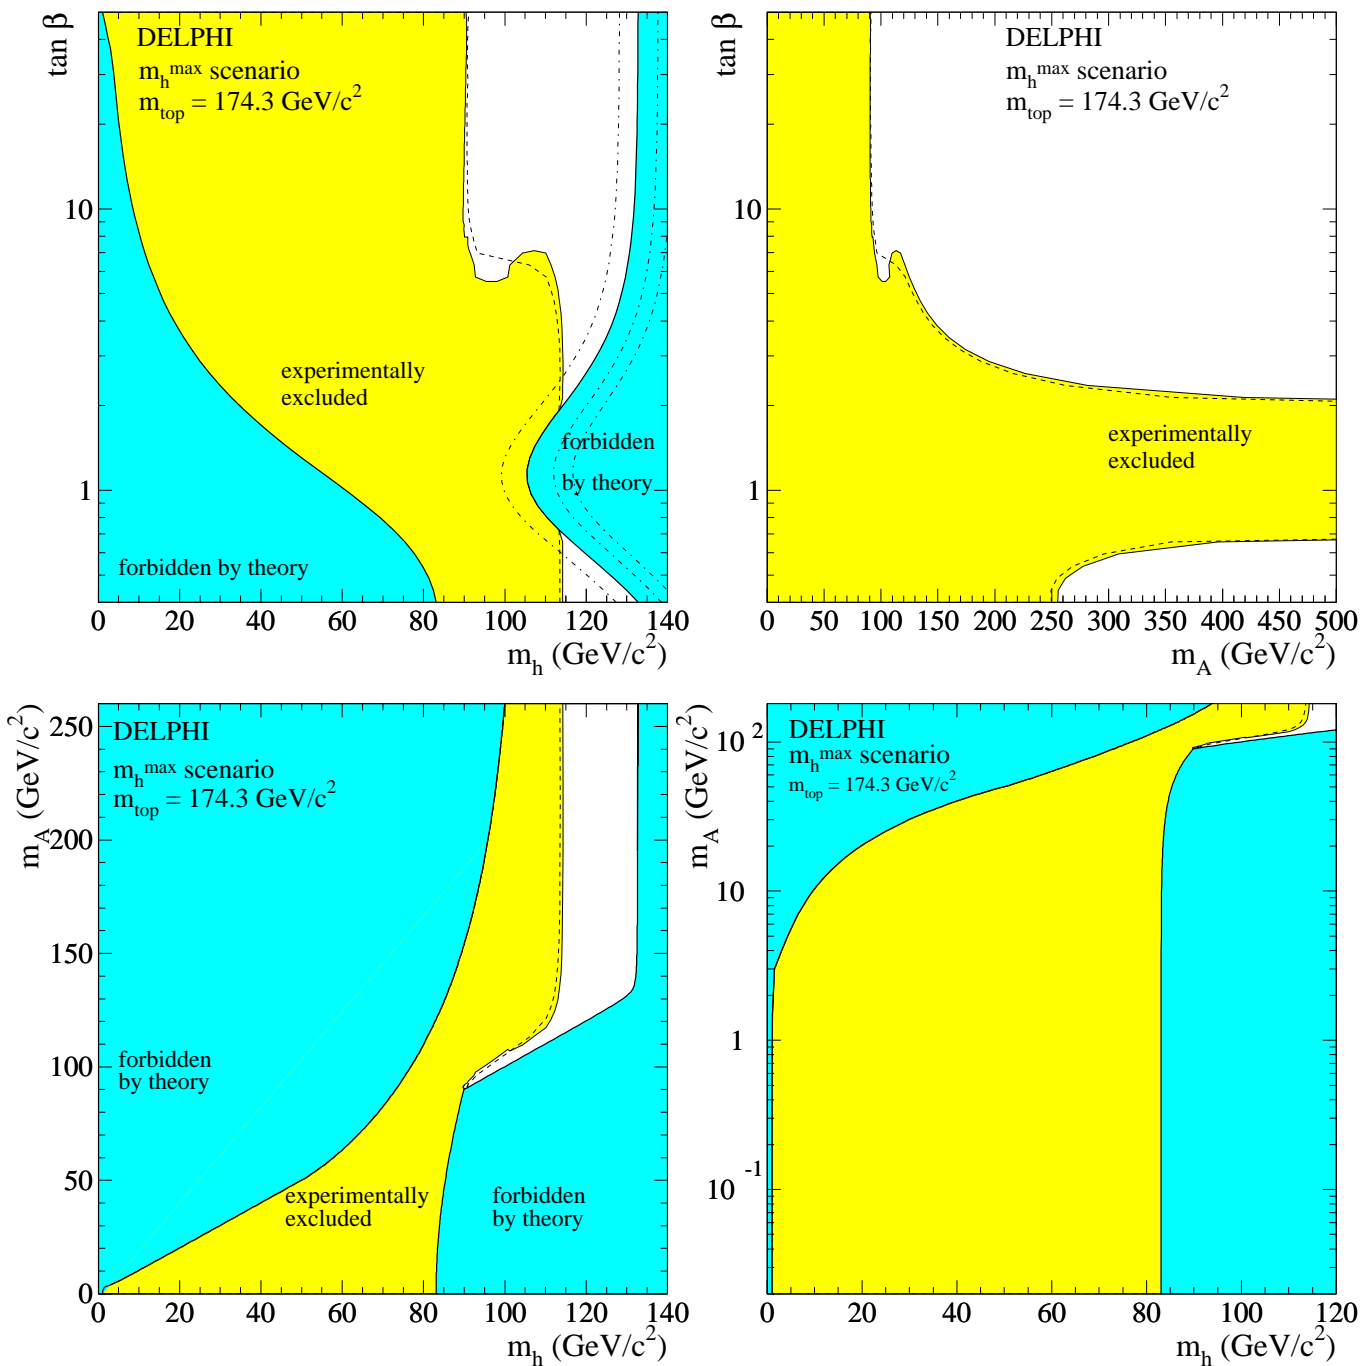 tan β
DELPHI
m_h^max scenario
m_top = 174.3 GeV/c^2
10
1
experimentally
excluded
forbidden
by theory
forbidden by theory
0 20 40 60 80 100 120 140
m_h (GeV/c^2)
tan β
DELPHI
m_h^max scenario
m_top = 174.3 GeV/c^2
10
1
experimentally
excluded
0 50 100 150 200 250 300 350 400 450 500
m_A (GeV/c^2)
m_A (GeV/c^2)
DELPHI
m_h^max scenario
m_top = 174.3 GeV/c^2
250
200
150
100
50
0
forbidden
by theory
experimentally
excluded
forbidden
by theory
0 20 40 60 80 100 120 140
m_h (GeV/c^2)
m_A (GeV/c^2)
DELPHI
m_h^max scenario
m_top = 174.3 GeV/c^2
10^2
10
1
10^-1
0 20 40 60 80 100 120
m_h (GeV/c^2)